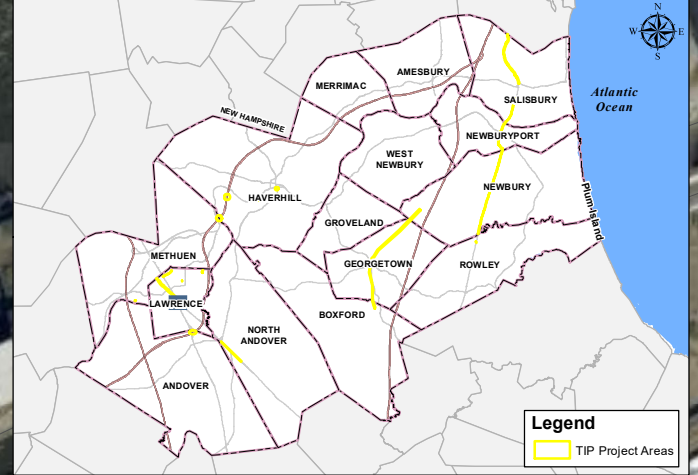 N
W E
S
AMESBURY
MERRIMAC
Atlantic
Ocean
SALISBURY
NEW HAMPSHIRE
NEWBURYPORT
WEST
NEWBURY
NEWBURY
HAVERHILL
Plum Island
GROVELAND
METHUEN
GEORGETOWN
ROWLEY
LAWRENCE
BOXFORD
NORTH
ANDOVER
ANDOVER
Legend
TIP Project Areas